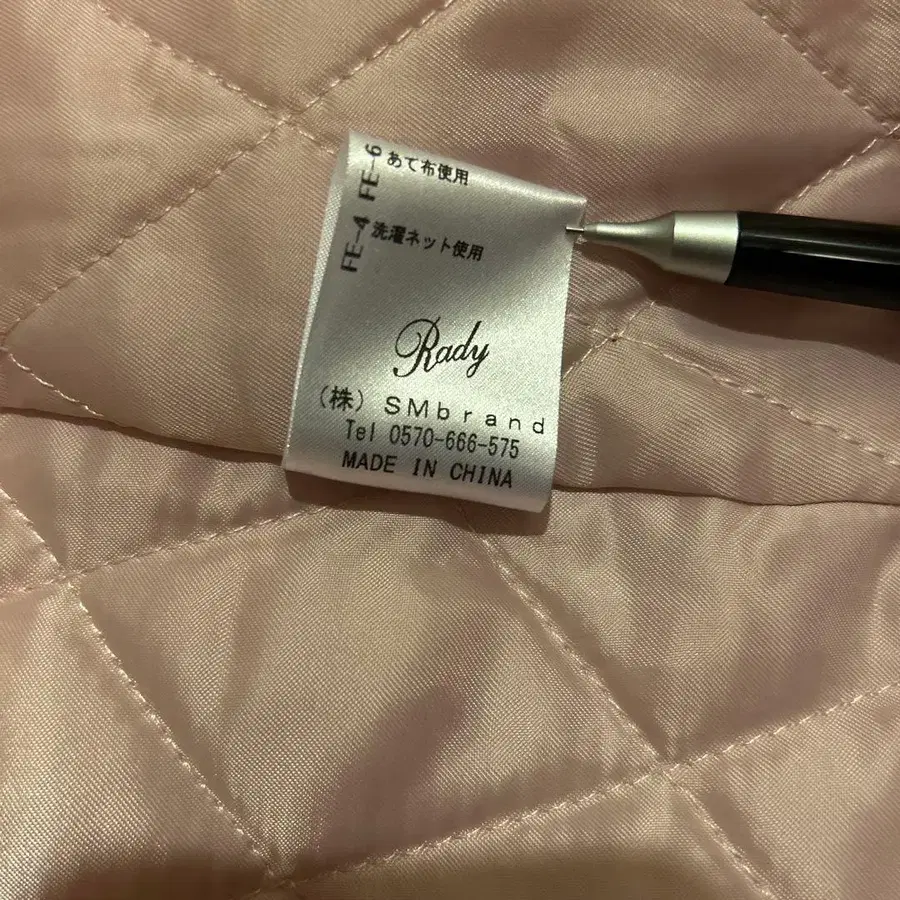 FE-6 あて布使用
FE-4 洗濯ネット使用
Rady
（株）SMbrand
Tel 0570-666-575
MADE IN CHINA